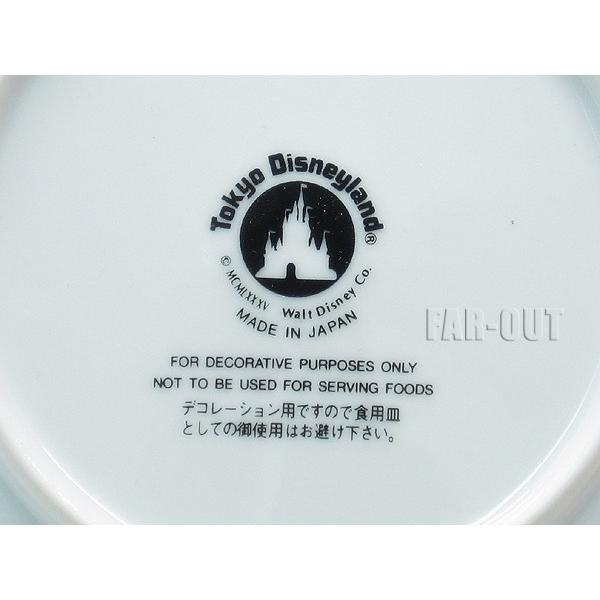 Tokyo Disneyland®
© MCMLXXXV Walt Disney Co.
MADE IN JAPAN
FAR-OUT
FOR DECORATIVE PURPOSES ONLY
NOT TO BE USED FOR SERVING FOODS
デコレーション用ですので食用皿
としての御使用はお避け下さい。